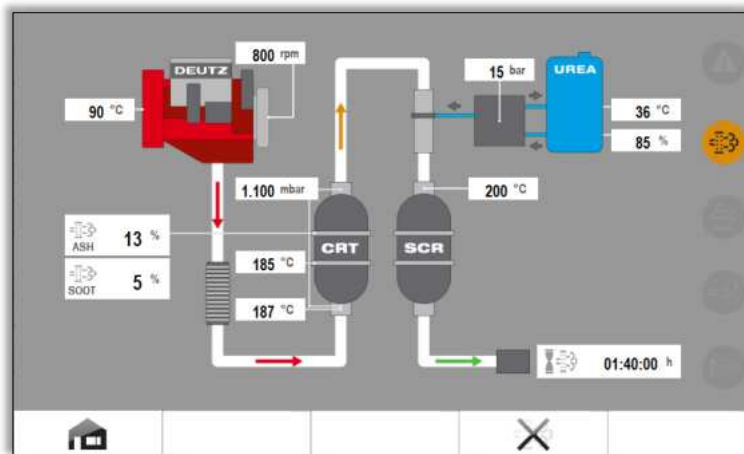 DEUTZ
800 rpm
90 °C
15 bar
UREA
36 °C
85 %
1.100 mbar
200 °C
ASH 13 %
CRT
SCR
185 °C
SOOT 5 %
187 °C
01:40:00 h